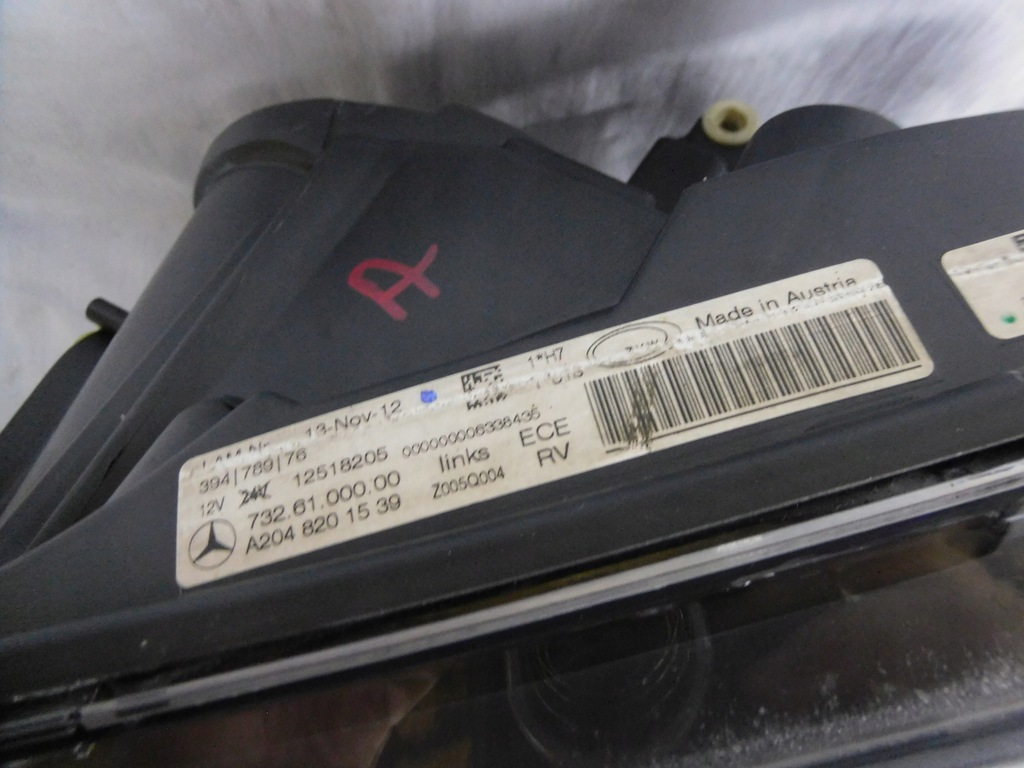 A
Made in Austria
1*H7
13-Nov-12
394|789|76
12518205 000000006338435
12V 24V
links ECE
732.61.000.00 RV
A204 820 15 39 Z005Q004